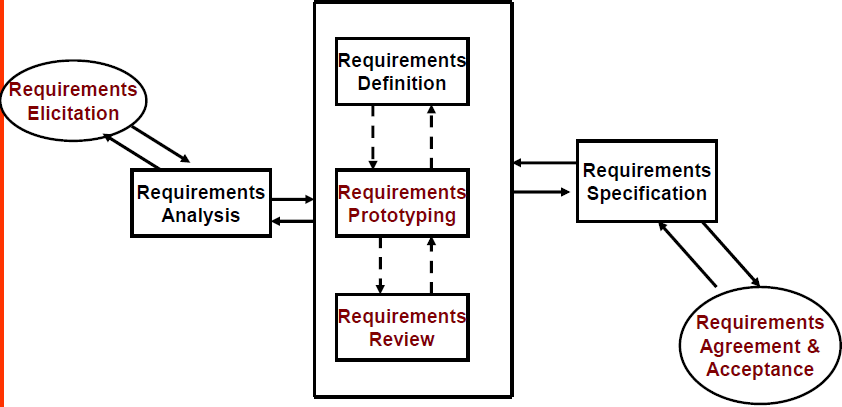 Requirements
Elicitation
Requirements
Analysis
Requirements
Definition
Requirements
Prototyping
Requirements
Review
Requirements
Specification
Requirements
Agreement &
Acceptance